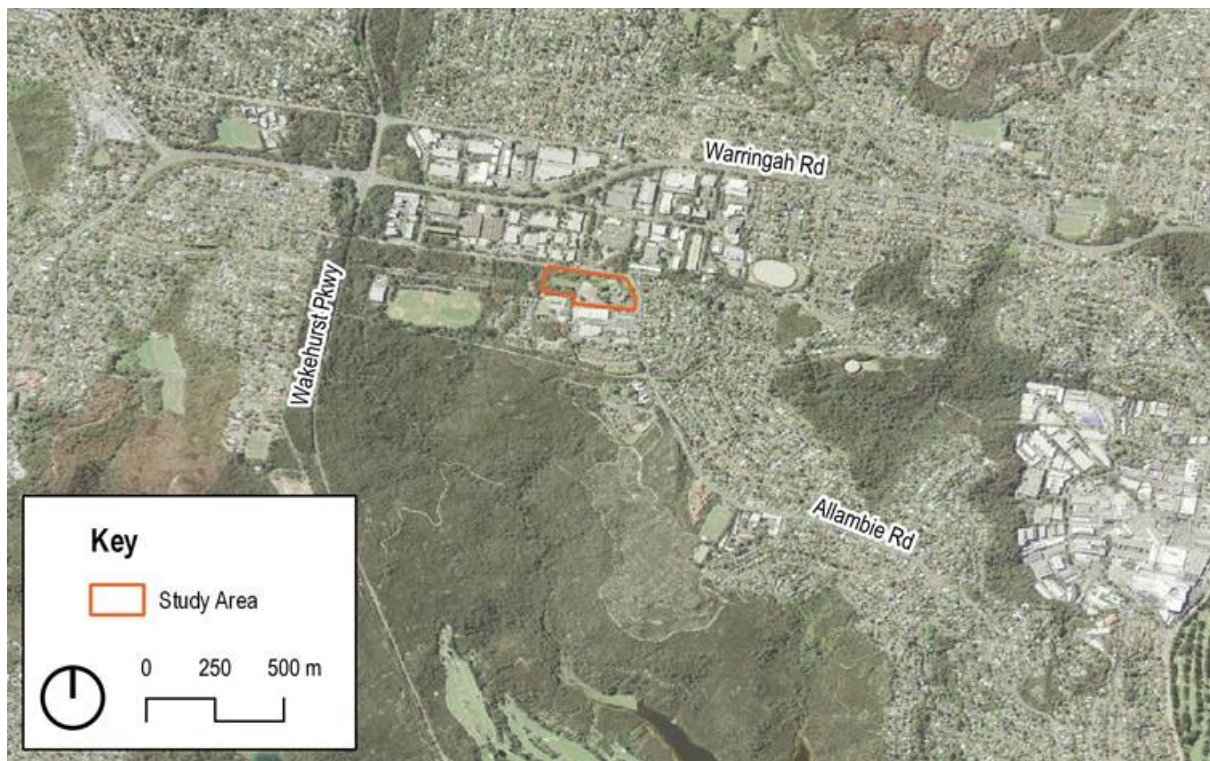 Warringah Rd
Wakehurst Pkwy
Allambie Rd
Key
Study Area
0 250 500 m